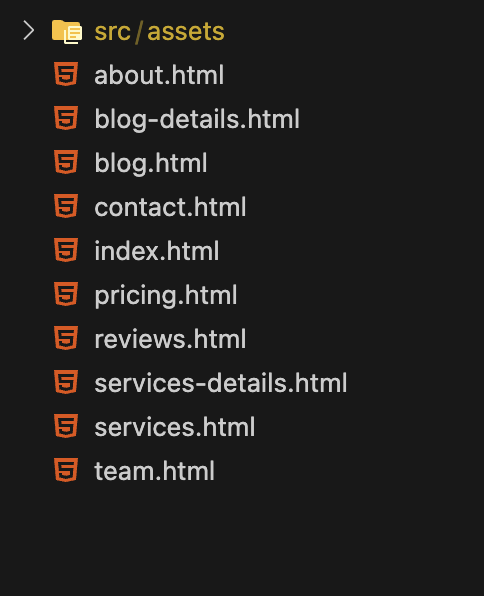 src/assets
about.html
blog-details.html
blog.html
contact.html
index.html
pricing.html
reviews.html
services-details.html
services.html
team.html